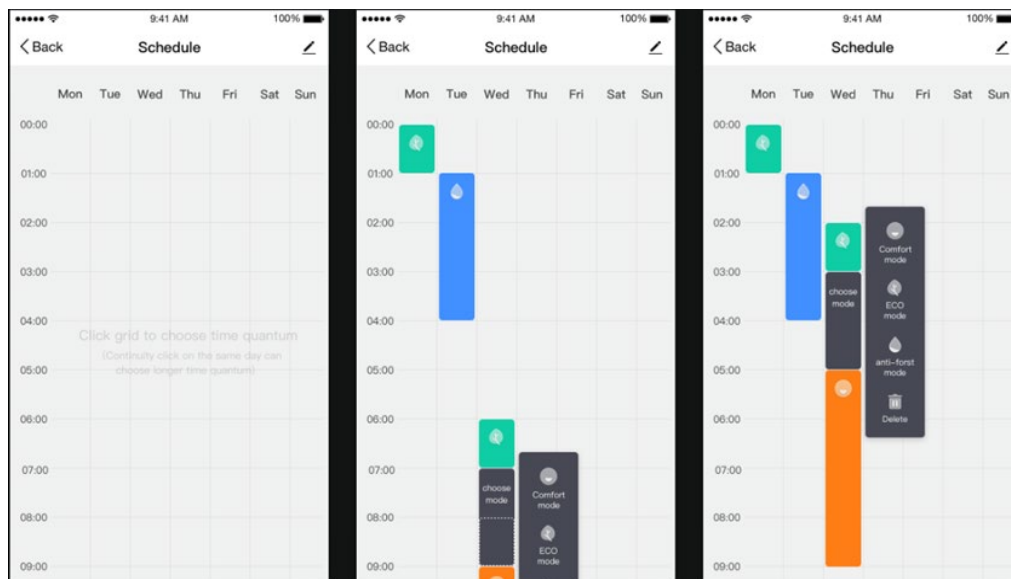 9:41 AM 100%
Back Schedule
Mon Tue Wed Thu Fri Sat Sun
00:00
01:00
02:00
03:00
04:00
Click grid to choose time quantum
(Continuity click on the same day can
choose longer time quantum)
05:00
06:00
07:00
08:00
09:00
9:41 AM 100%
Back Schedule
Mon Tue Wed Thu Fri Sat Sun
00:00
01:00
02:00
03:00
04:00
05:00
06:00
07:00
choose
mode
Comfort
mode
08:00
ECO
mode
09:00
9:41 AM 100%
Back Schedule
Mon Tue Wed Thu Fri Sat Sun
00:00
01:00
02:00
Comfort
mode
03:00
choose
mode
ECO
mode
04:00
anti-forst
mode
05:00
Delete
06:00
07:00
08:00
09:00